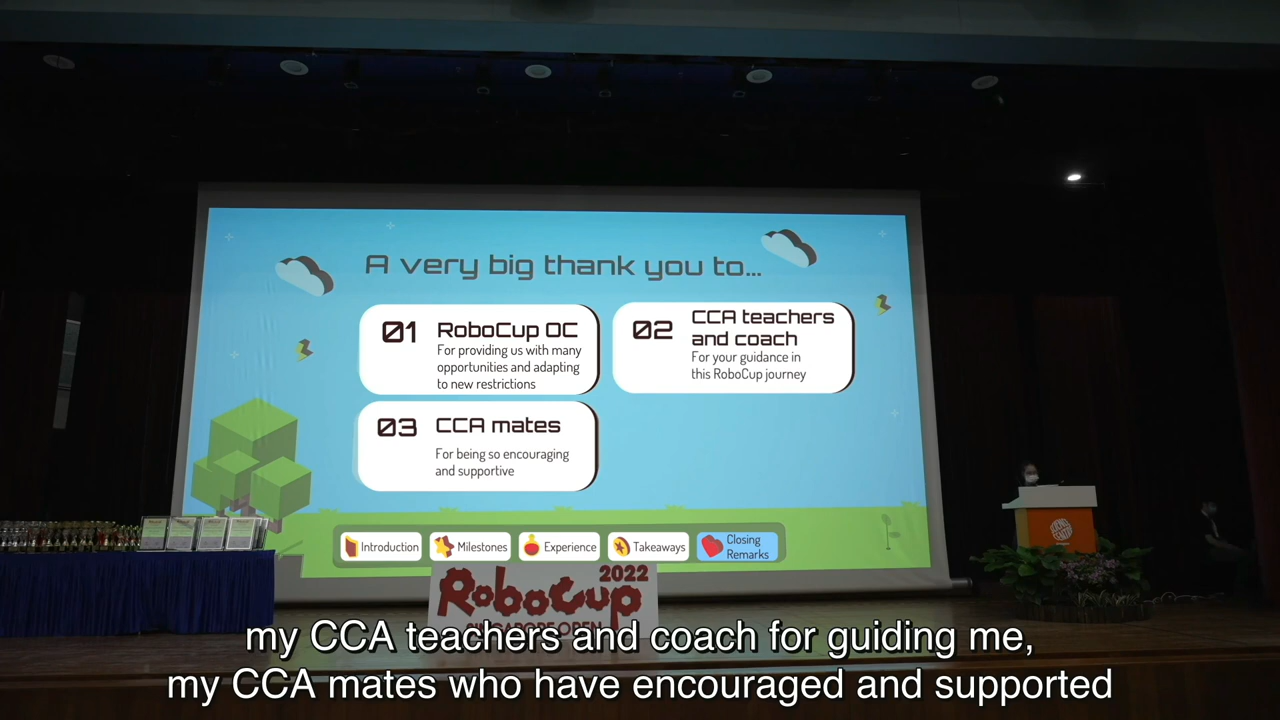 A very big thank you to...
01
RoboCup OC
For providing us with many
opportunities and adapting
to new restrictions
02
CCA teachers
and coach
For your guidance in
this RoboCup journey
03
CCA mates
For being so encouraging
and supportive
Introduction
Milestones
Experience
Takeaways
Closing
Remarks
2022
RoboCup
SINGAPORE OPEN
my CCA teachers and coach for guiding me,
my CCA mates who have encouraged and supported